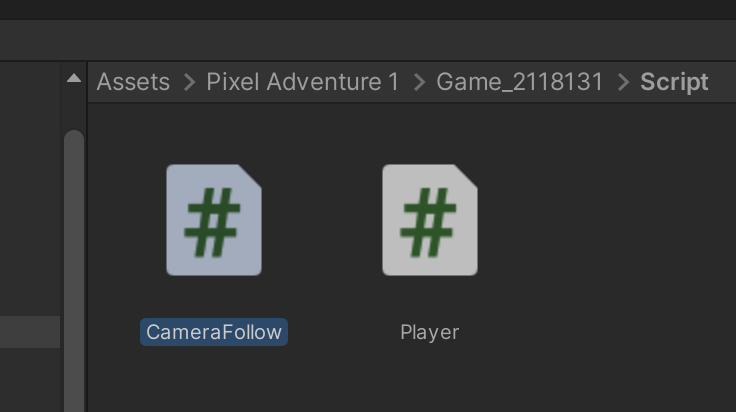 Assets > Pixel Adventure 1 > Game_2118131 > Script
# #
CameraFollow Player